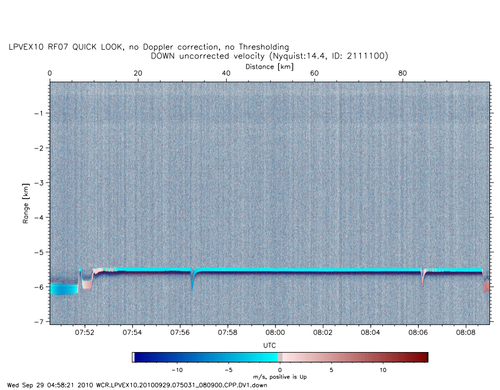 LPVEX10 RF07 QUICK LOOK, no Doppler correction, no Thresholding
DOWN uncorrected velocity (Nyquist:14.4, ID: 2111100)
Distance [km]
0 20 40 60 80
Range [km]
-1
-2
-3
-4
-5
-6
-7
07:52 07:54 07:56 07:58 08:00 08:02 08:04 08:06 08:08
UTC
-10 -5 0 5 10
m/s, positive is Up
Wed Sep 29 04:58:21 2010 WCR.LPVEX10.20100929.075031_080900.CPP.DV1.down